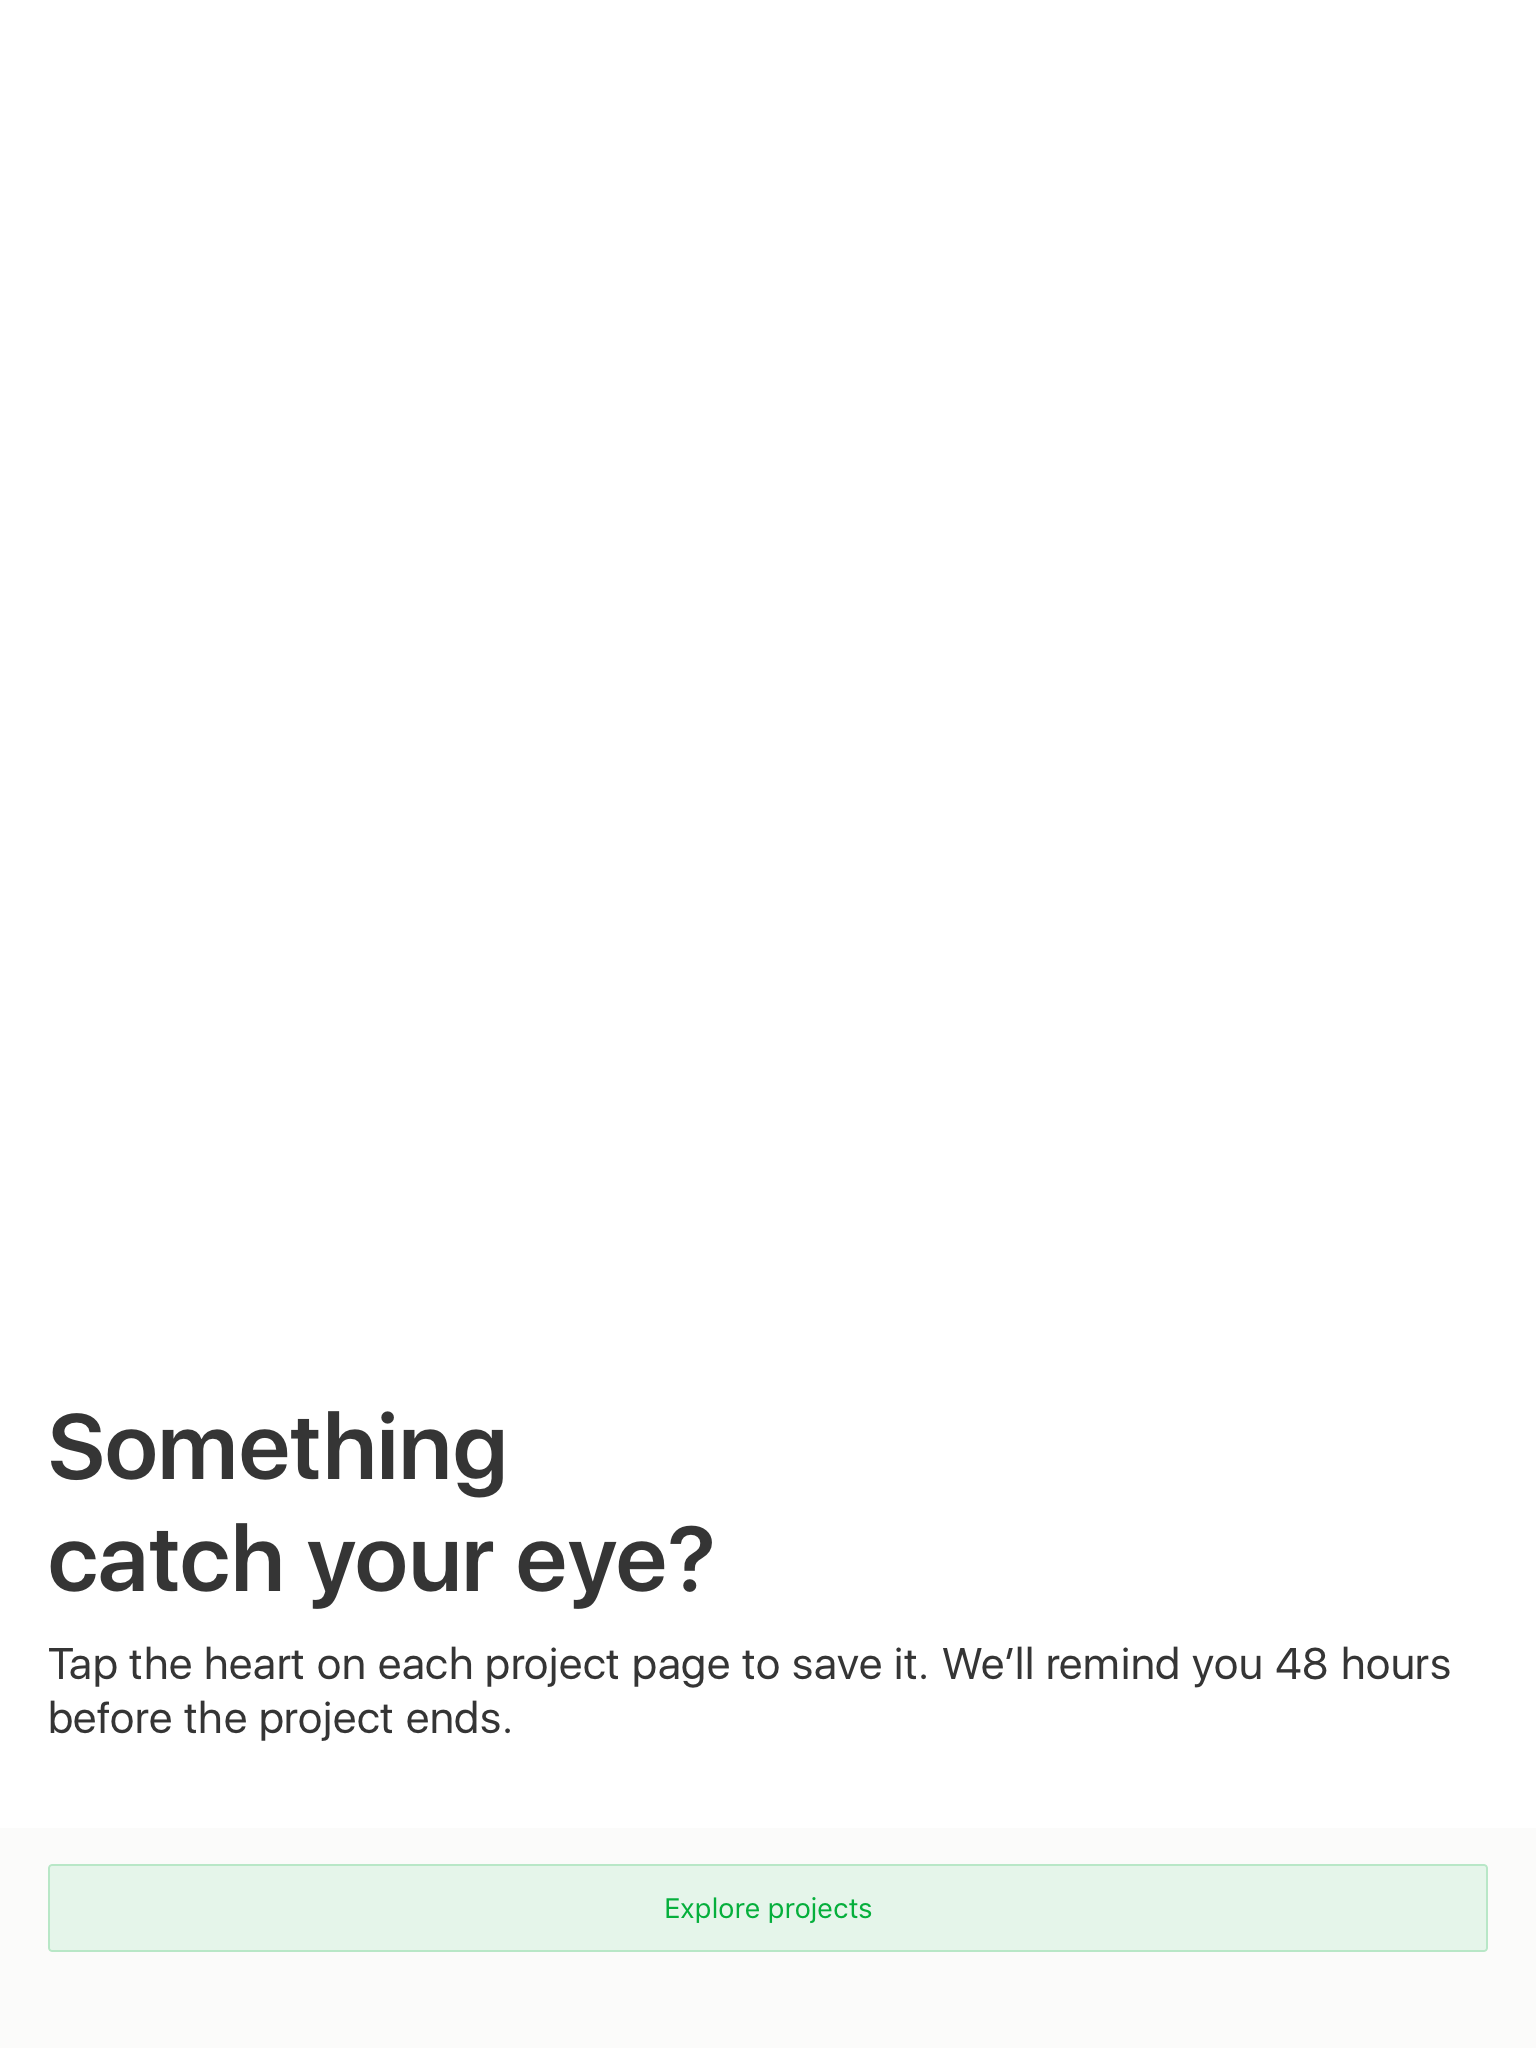 Something
catch your eye?
Tap the heart on each project page to save it. We’ll remind you 48 hours
before the project ends.
Explore projects